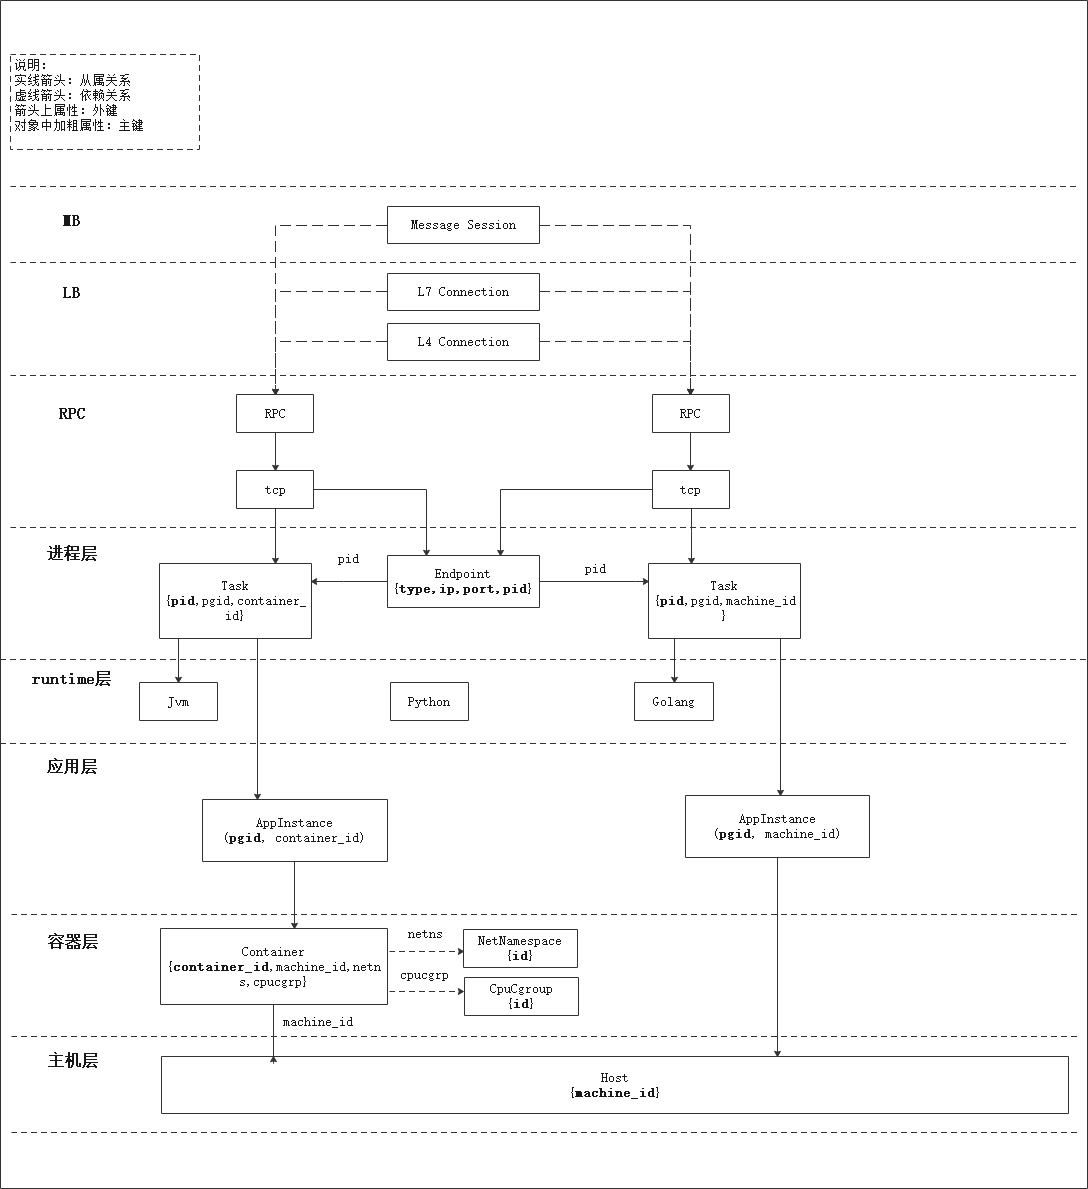 说明：
实线箭头：从属关系
虚线箭头：依赖关系
箭头上属性：外键
对象中加粗属性：主键
MB
Message Session
LB
L7 Connection
L4 Connection
RPC
RPC
RPC
tcp
tcp
进程层
pid
Endpoint
{type,ip,port,pid}
pid
Task
{pid,pgid,container_
id}
Task
{pid,pgid,machine_id
}
runtime层
Jvm
Python
Golang
应用层
AppInstance
(pgid, container_id)
AppInstance
(pgid, machine_id)
容器层
Container
{container_id,machine_id,netn
s,cpucgrp}
netns
NetNamespace
{id}
cpucgrp
CpuCgroup
{id}
machine_id
主机层
Host
{machine_id}